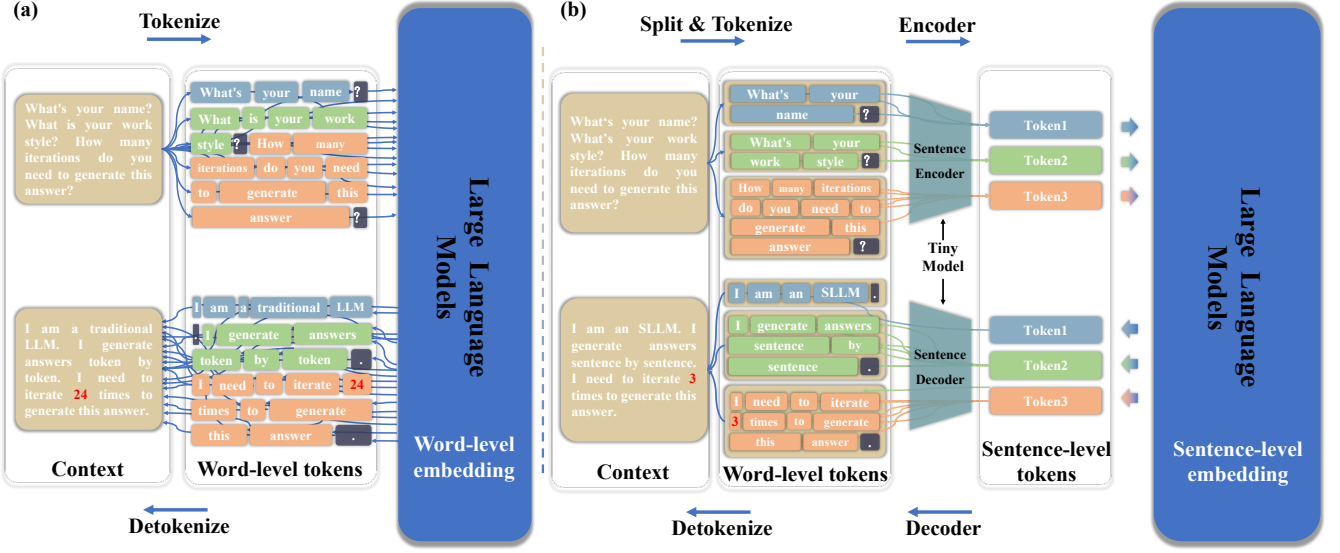 (a)
Tokenize
What's your name?
What is your work
style? How many
iterations do you
need to generate this
answer?
What's your name ?
What is your work
style ? How many
iterations do you need
to generate this
answer ?
I am a traditional
LLM. I generate
answers token by
token. I need to
iterate 24 times to
generate this answer.
I am a traditional LLM
. I generate answers
token by token .
I need to iterate 24
times to generate
this answer .
Context
Word-level tokens
Detokenize
Large Language
Models
Word-level
embedding
(b)
Split & Tokenize
Encoder
What's your name?
What's your work
style? How many
iterations do you
need to generate this
answer?
What's your
name ?
What's your
work style ?
How many iterations
do you need to
generate this
answer ?
Sentence
Encoder
Token1
Token2
Token3
Tiny
Model
I am an SLLM. I
generate answers
sentence by sentence.
I need to iterate 3
times to generate this
answer.
I am an SLLM .
I generate answers
sentence by
sentence .
I need to iterate
3 times to generate
this answer .
Sentence
Decoder
Token1
Token2
Token3
Context
Word-level tokens
Sentence-level
tokens
Detokenize
Decoder
Large Language
Models
Sentence-level
embedding